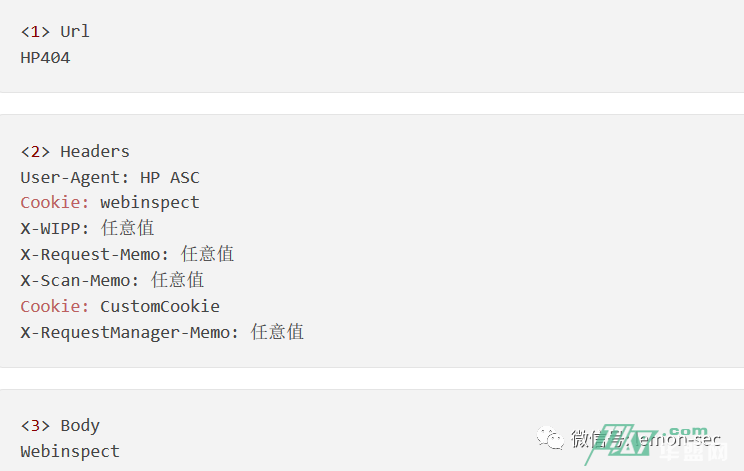 <1> Url
HP404
<2> Headers
User-Agent: HP ASC
Cookie: webinspect
X-WIPP: 任意值
X-Request-Memo: 任意值
X-Scan-Memo: 任意值
Cookie: CustomCookie
X-RequestManager-Memo: 任意值
<3> Body
Webinspect
微信号: lemon-sec
.com